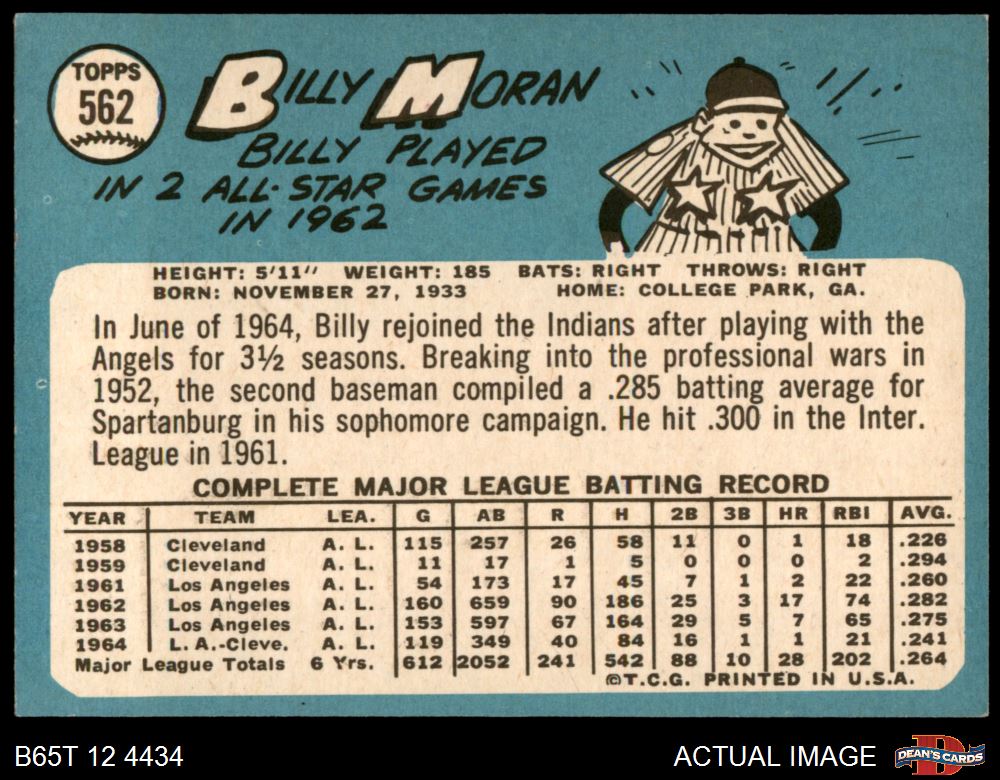 TOPPS
562
BILLY MORAN
BILLY PLAYED
IN 2 ALL-STAR GAMES
IN 1962
HEIGHT: 5'11" WEIGHT: 185 BATS: RIGHT THROWS: RIGHT
BORN: NOVEMBER 27, 1933 HOME: COLLEGE PARK, GA.
In June of 1964, Billy rejoined the Indians after playing with the
Angels for 3½ seasons. Breaking into the professional wars in
1952, the second baseman compiled a .285 batting average for
Spartanburg in his sophomore campaign. He hit .300 in the Inter.
League in 1961.
COMPLETE MAJOR LEAGUE BATTING RECORD
YEAR TEAM LEA. G AB R H 2B 3B HR RBI AVG.
1958 Cleveland A. L. 115 257 26 58 11 0 1 18 .226
1959 Cleveland A. L. 11 17 1 5 0 0 0 2 .294
1961 Los Angeles A. L. 54 173 17 45 7 1 2 22 .260
1962 Los Angeles A. L. 160 659 90 186 25 3 17 74 .282
1963 Los Angeles A. L. 153 597 67 164 29 5 7 65 .275
1964 L. A.-Cleve. A. L. 119 349 40 84 16 1 1 21 .241
Major League Totals 6 Yrs. 612 2052 241 542 88 10 28 202 .264
©T.C.G. PRINTED IN U.S.A.
B65T 12 4434 ACTUAL IMAGE D DEAN'S CARDS